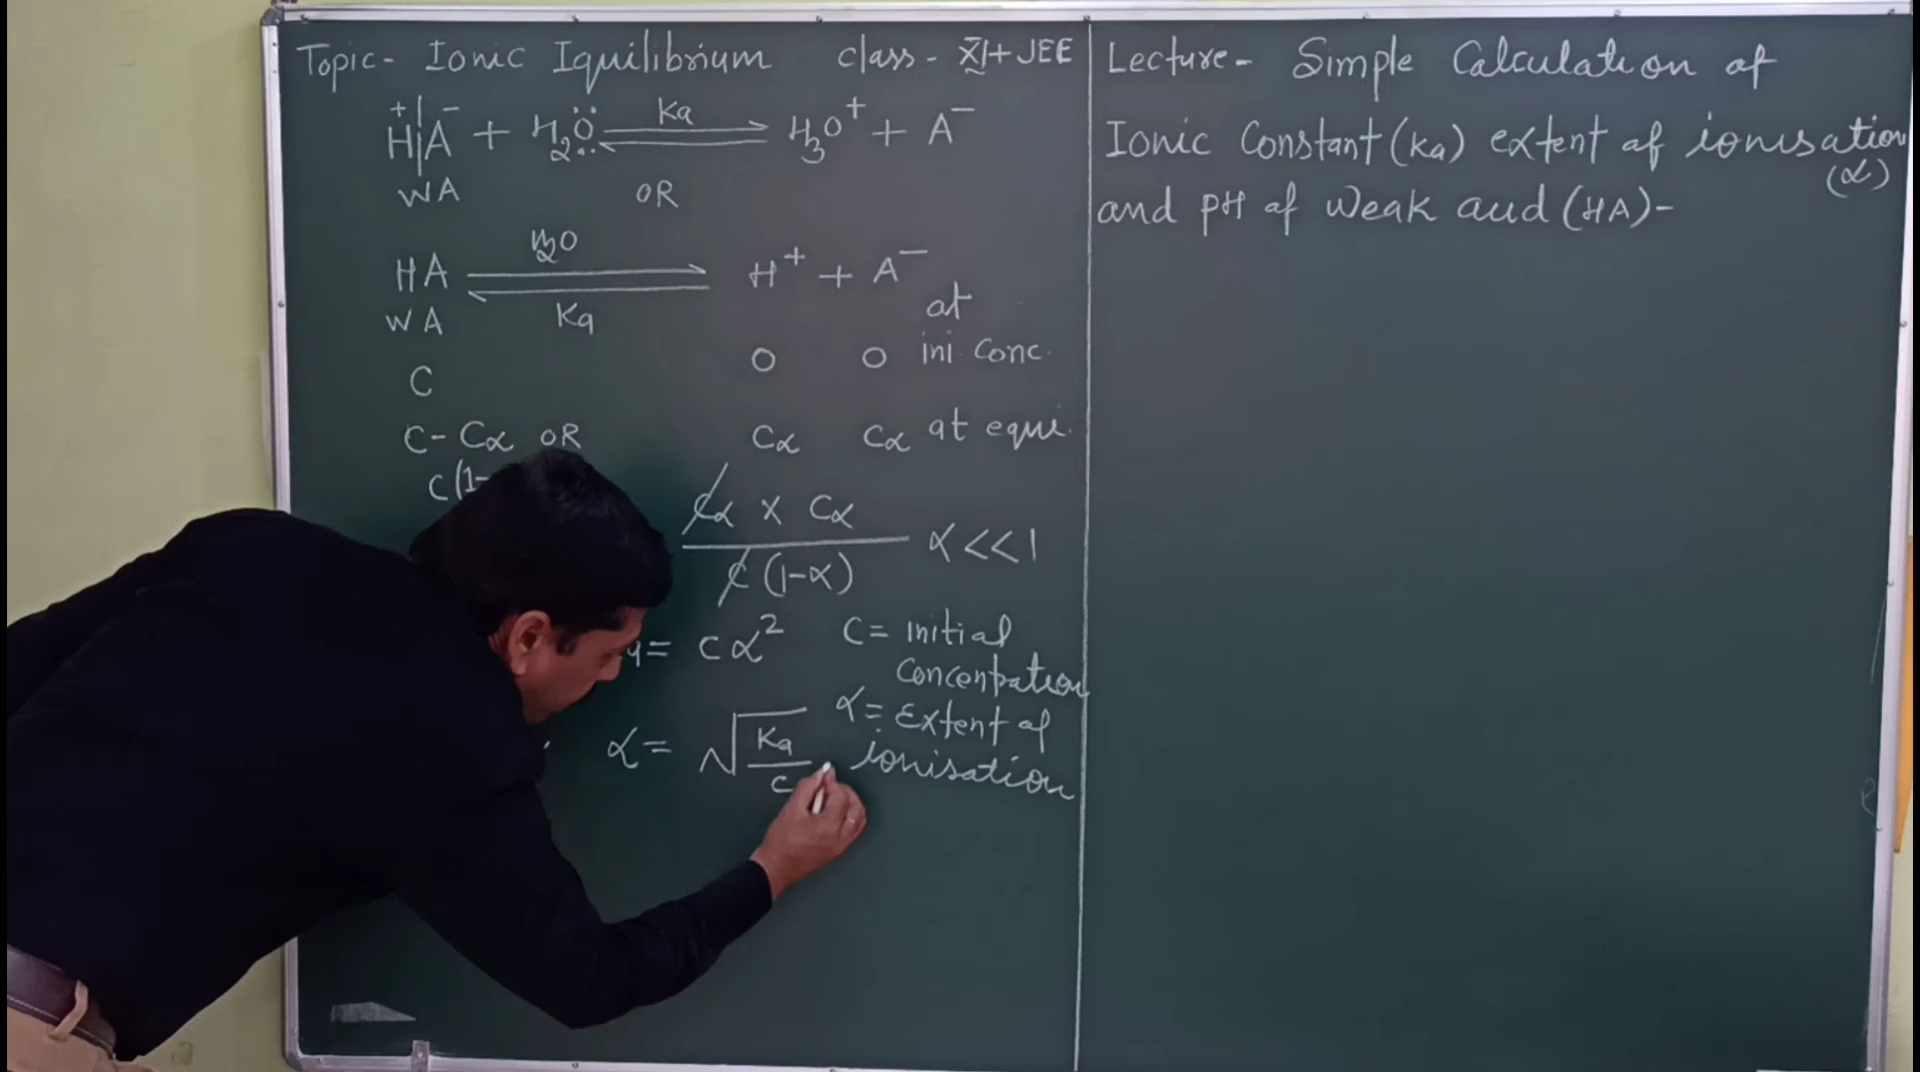 Topic- Ionic Iquilibrium class- XI+JEE
+ | -
H|A + H2O ⇌ Ka H3O+ + A-
WA OR
HA ⇌ H2O Ka H+ + A-
WA
at
C O O ini. Conc.
C- Cα OR Cα Cα at equi.
C(1-
Cα x Cα
C(1-α) α<<1
= Cα² C= initial
Concentration
α= √Ka/C α= Extent of
ionisation
Lecture- Simple Calculation of
Ionic Constant(Ka) extent of ionisation
(α)
and pH of weak acid (HA)-